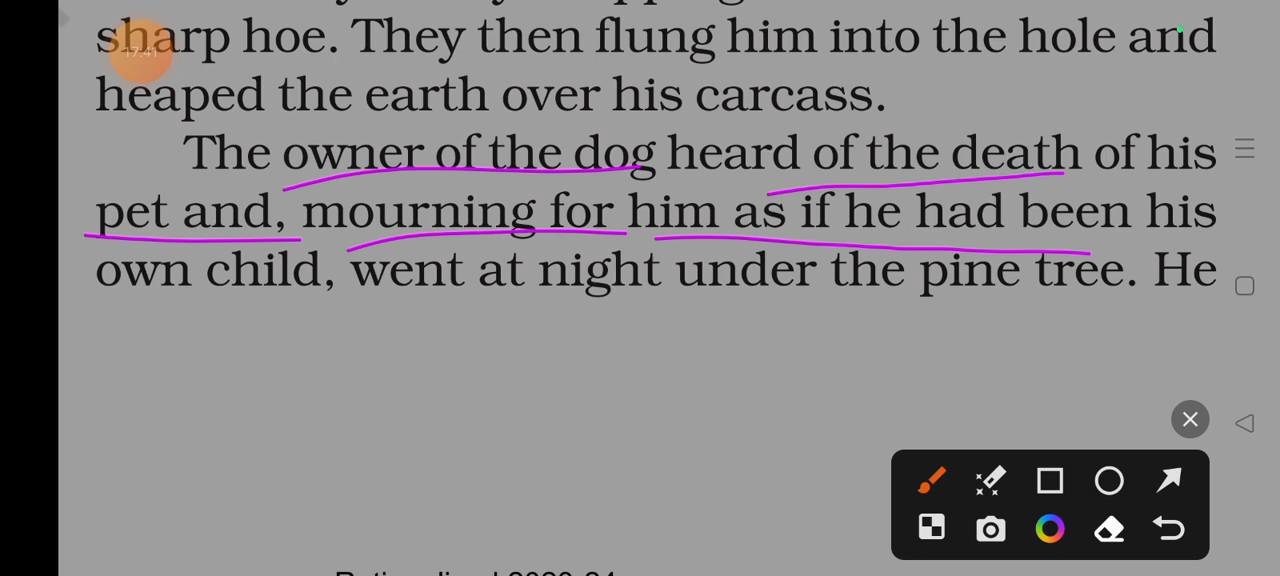 sharp hoe. They then flung him into the hole and
17:41
heaped the earth over his carcass.
The owner of the dog heard of the death of his
pet and, mourning for him as if he had been his
own child, went at night under the pine tree. He